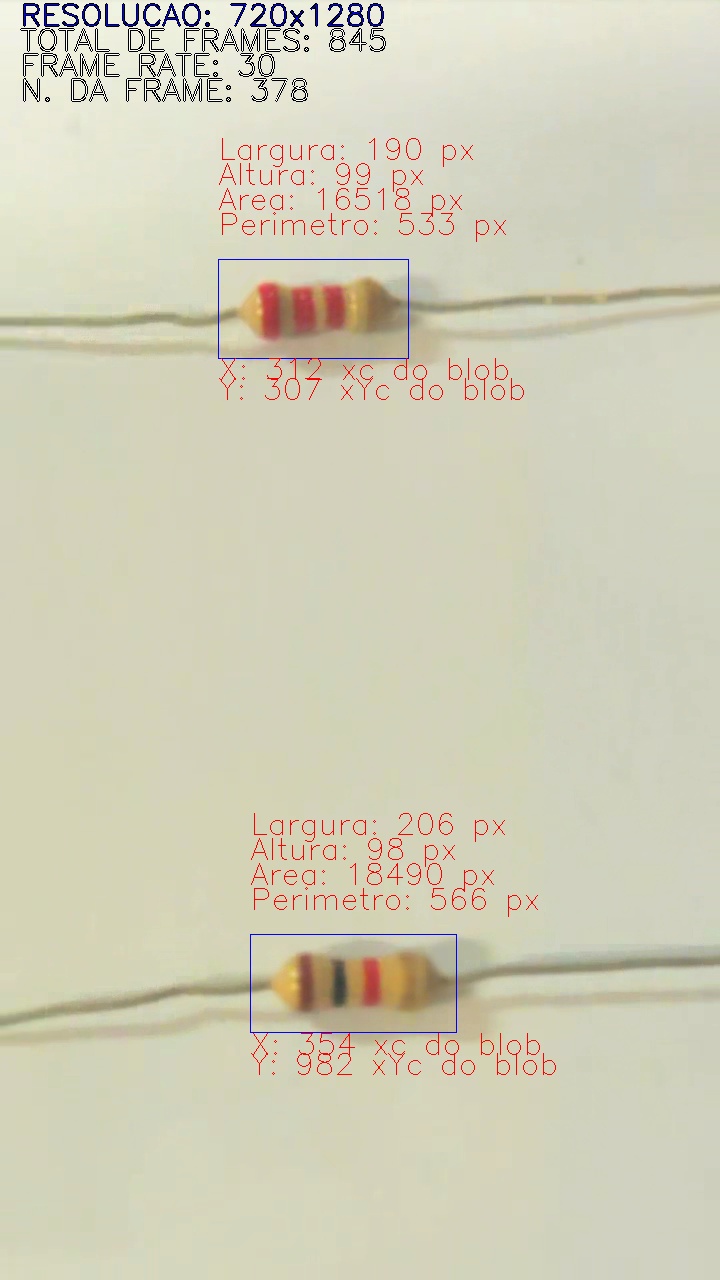 RESOLUCAO: 720x1280
TOTAL DE FRAMES: 845
FRAME RATE: 30
N. DA FRAME: 378
Largura: 190 px
Altura: 99 px
Area: 16518 px
Perimetro: 533 px
X: 312 xc do blob
Y: 307 xYc do blob
Largura: 206 px
Altura: 98 px
Area: 18490 px
Perimetro: 566 px
X: 354 xc do blob
Y: 982 xYc do blob